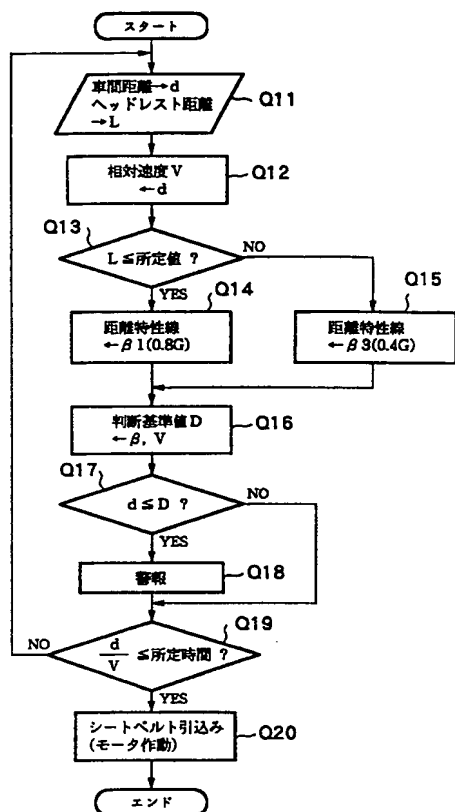 スタート
車間距離→d
ヘッドレスト距離
→L
Q11
相対速度V
←d
Q12
Q13
L≦所定値 ?
NO
YES
Q14
距離特性線
←β1(0.8G)
Q15
距離特性線
←β3(0.4G)
判断基準値D
←β, V
Q16
Q17
d≦D ?
NO
YES
警報
Q18
Q19
d
V
≦所定時間 ?
NO
YES
シートベルト引込み
(モータ作動)
Q20
エンド